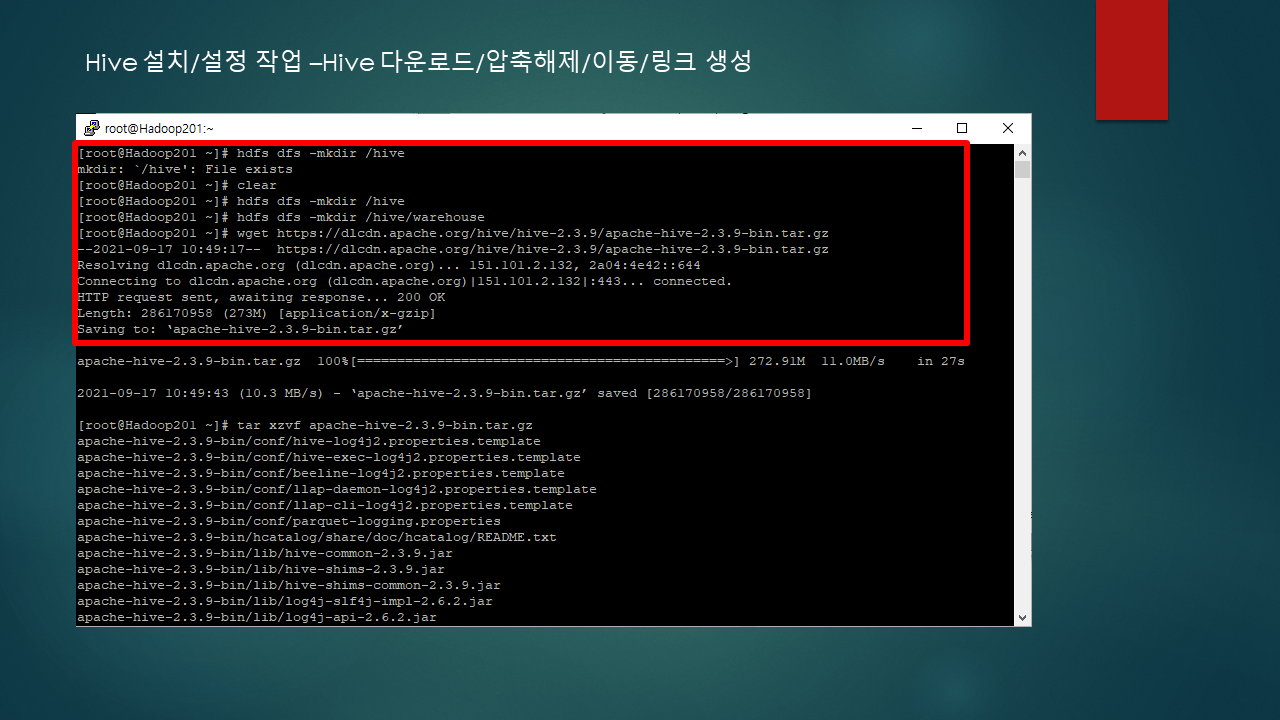 Hive 설치/설정 작업 –Hive 다운로드/압축해제/이동/링크 생성
root@Hadoop201:~
[root@Hadoop201 ~]# hdfs dfs -mkdir /hive
mkdir: `/hive': File exists
[root@Hadoop201 ~]# clear
[root@Hadoop201 ~]# hdfs dfs -mkdir /hive
[root@Hadoop201 ~]# hdfs dfs -mkdir /hive/warehouse
[root@Hadoop201 ~]# wget https://dlcdn.apache.org/hive/hive-2.3.9/apache-hive-2.3.9-bin.tar.gz
--2021-09-17 10:49:17--  https://dlcdn.apache.org/hive/hive-2.3.9/apache-hive-2.3.9-bin.tar.gz
Resolving dlcdn.apache.org (dlcdn.apache.org)... 151.101.2.132, 2a04:4e42::644
Connecting to dlcdn.apache.org (dlcdn.apache.org)|151.101.2.132|:443... connected.
HTTP request sent, awaiting response... 200 OK
Length: 286170958 (273M) [application/x-gzip]
Saving to: ‘apache-hive-2.3.9-bin.tar.gz’
apache-hive-2.3.9-bin.tar.gz  100%[==============================================>] 272.91M  11.0MB/s    in 27s
2021-09-17 10:49:43 (10.3 MB/s) - ‘apache-hive-2.3.9-bin.tar.gz’ saved [286170958/286170958]
[root@Hadoop201 ~]# tar xzvf apache-hive-2.3.9-bin.tar.gz
apache-hive-2.3.9-bin/conf/hive-log4j2.properties.template
apache-hive-2.3.9-bin/conf/hive-exec-log4j2.properties.template
apache-hive-2.3.9-bin/conf/beeline-log4j2.properties.template
apache-hive-2.3.9-bin/conf/llap-daemon-log4j2.properties.template
apache-hive-2.3.9-bin/conf/llap-cli-log4j2.properties.template
apache-hive-2.3.9-bin/conf/parquet-logging.properties
apache-hive-2.3.9-bin/hcatalog/share/doc/hcatalog/README.txt
apache-hive-2.3.9-bin/lib/hive-common-2.3.9.jar
apache-hive-2.3.9-bin/lib/hive-shims-2.3.9.jar
apache-hive-2.3.9-bin/lib/hive-shims-common-2.3.9.jar
apache-hive-2.3.9-bin/lib/log4j-slf4j-impl-2.6.2.jar
apache-hive-2.3.9-bin/lib/log4j-api-2.6.2.jar